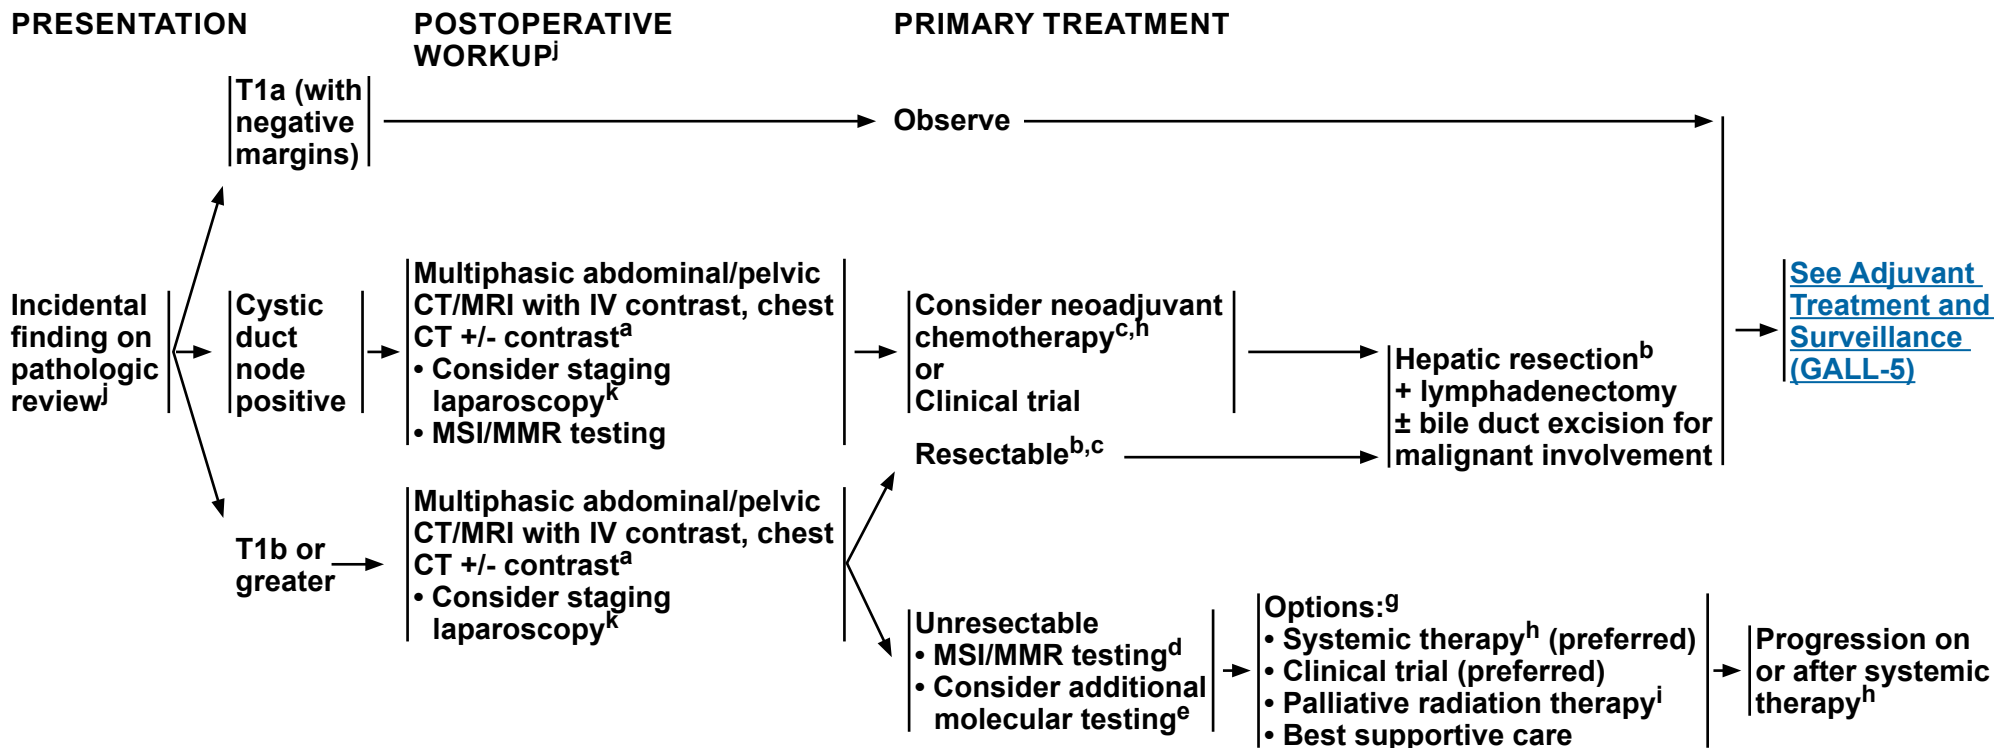 PRESENTATION
POSTOPERATIVE
WORKUPj
PRIMARY TREATMENT
T1a (with
negative
margins)
Observe
Incidental
finding on
pathologic
reviewj
Cystic
duct
node
positive
Multiphasic abdominal/pelvic
CT/MRI with IV contrast, chest
CT +/- contrasta
• Consider staging
laparoscopyk
• MSI/MMR testing
Consider neoadjuvant
chemotherapyc,h
or
Clinical trial
Resectableb,c
Hepatic resectionb
+ lymphadenectomy
± bile duct excision for
malignant involvement
See Adjuvant
Treatment and
Surveillance
(GALL-5)
T1b or
greater
Multiphasic abdominal/pelvic
CT/MRI with IV contrast, chest
CT +/- contrasta
• Consider staging
laparoscopyk
Unresectable
• MSI/MMR testingd
• Consider additional
molecular testinge
Options:g
• Systemic therapyh (preferred)
• Clinical trial (preferred)
• Palliative radiation therapyi
• Best supportive care
Progression on
or after systemic
therapyh